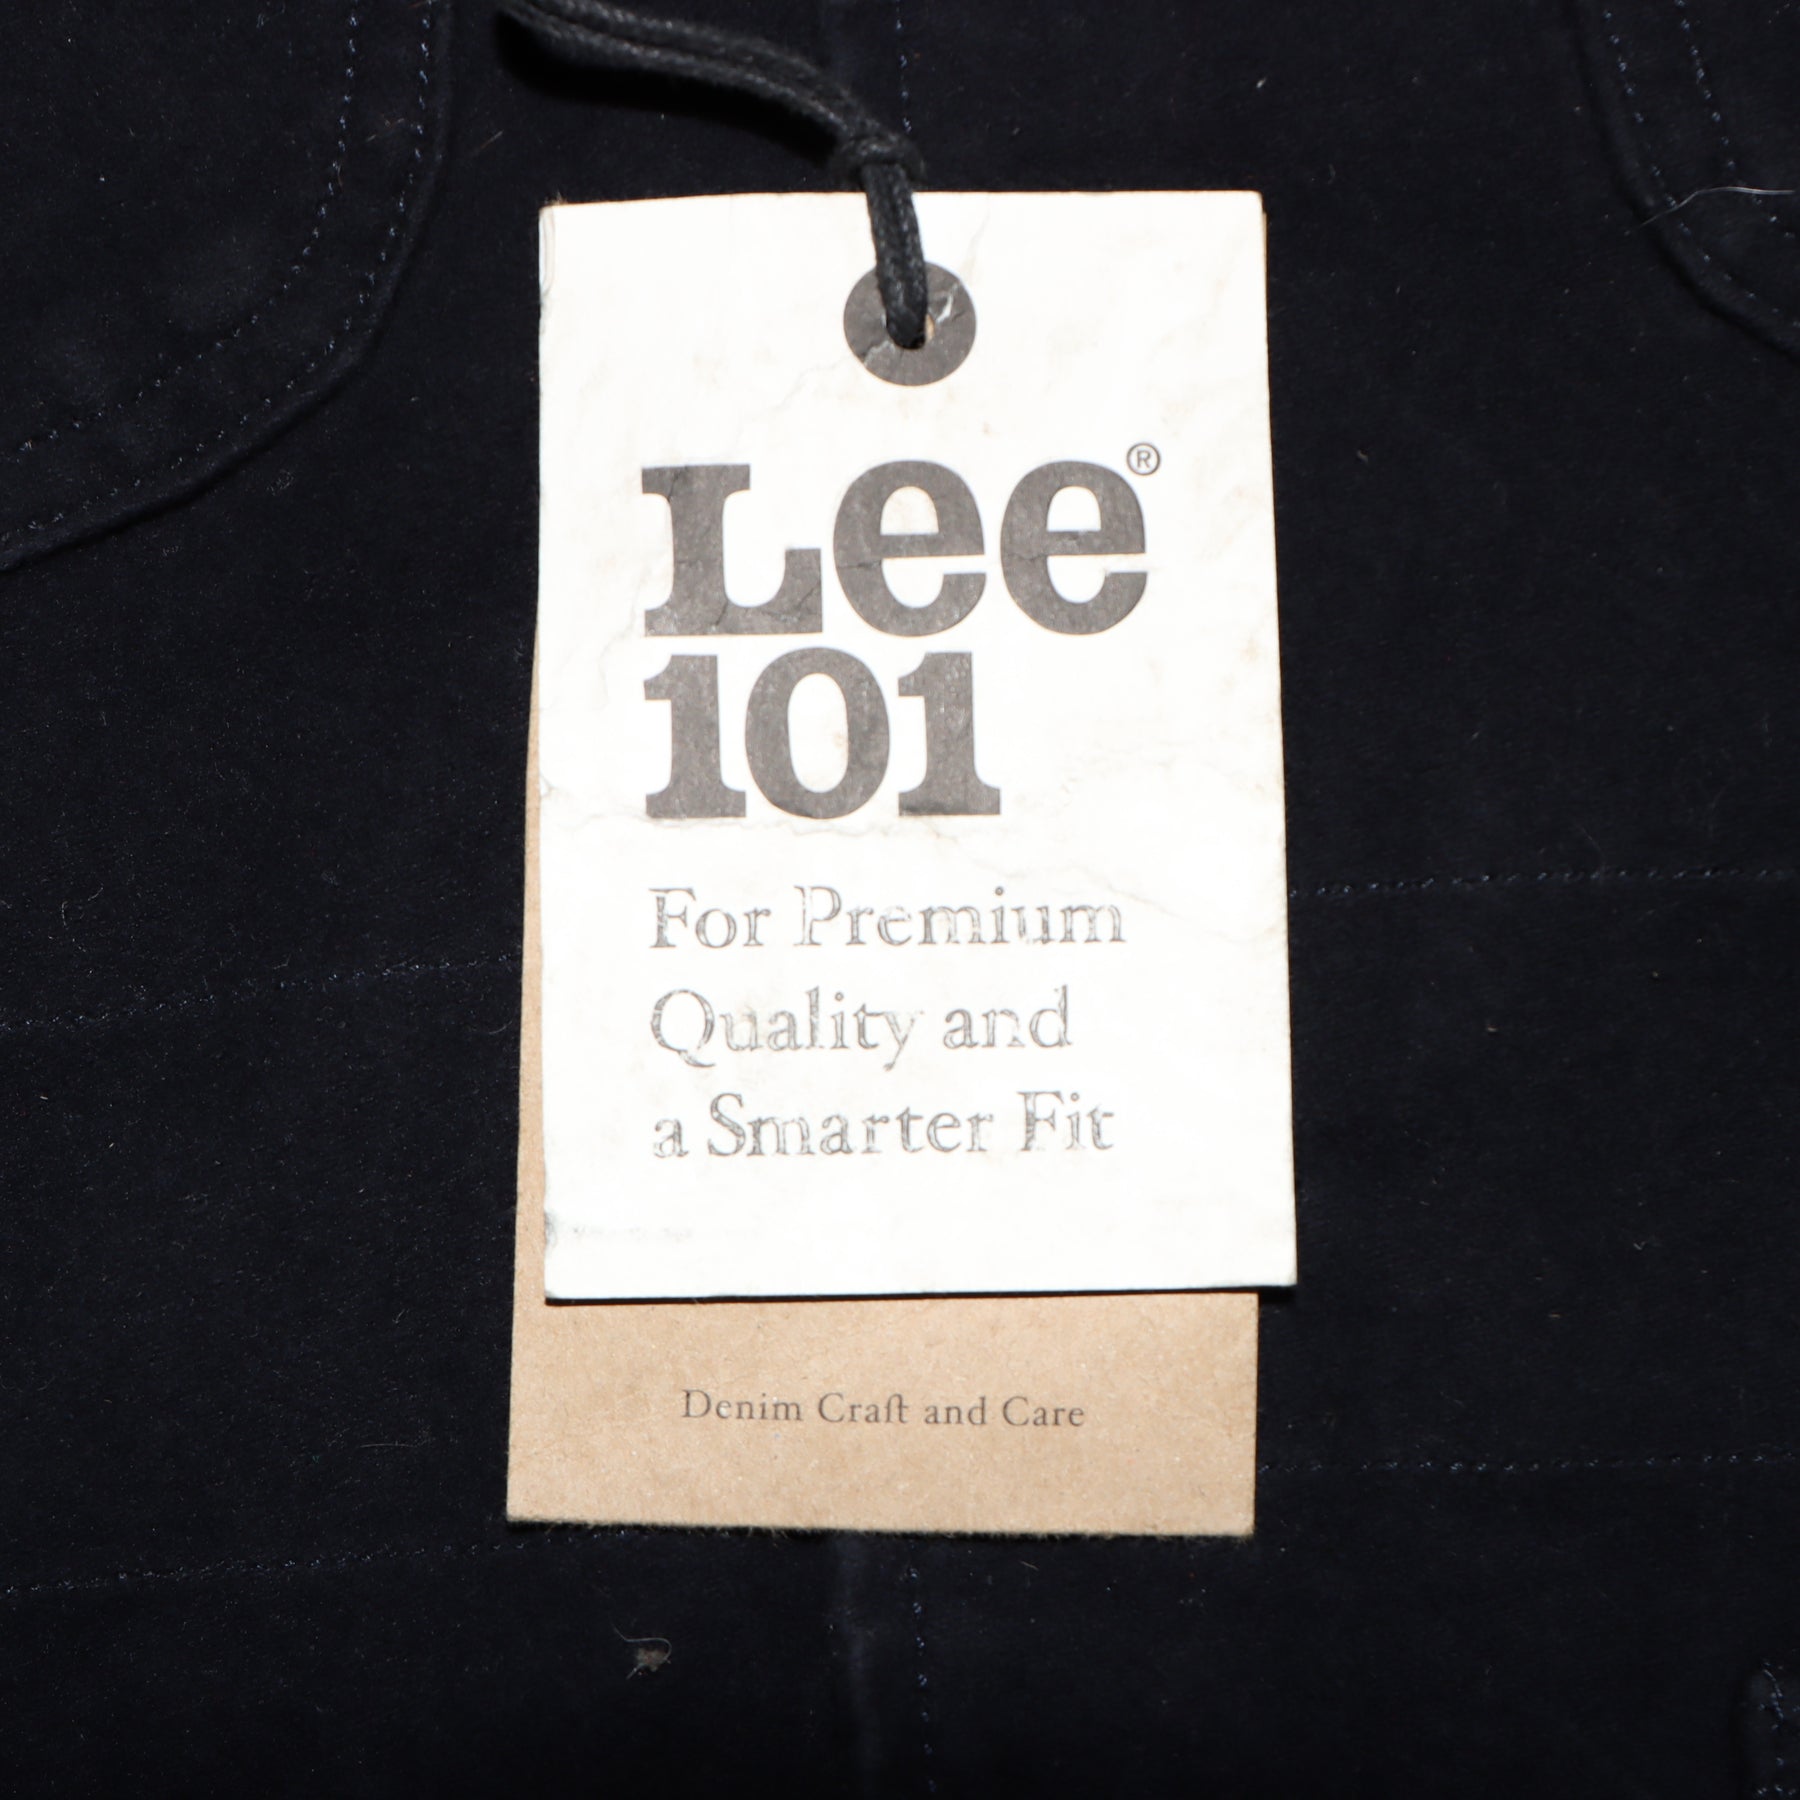 Lee®
101
For Premium
Quality and
a Smarter Fit
Denim Craft and Care